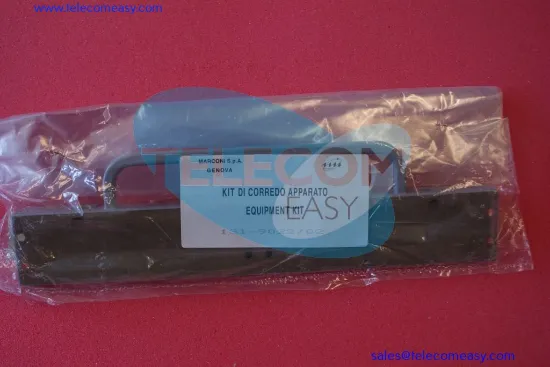 www.telecomeasy.com
MARCONI S.p.A.
GENOVA
TELECOM
KIT DI CORREDO APPARATO
EASY
EQUIPMENT KIT
sales@telecomeasy.com